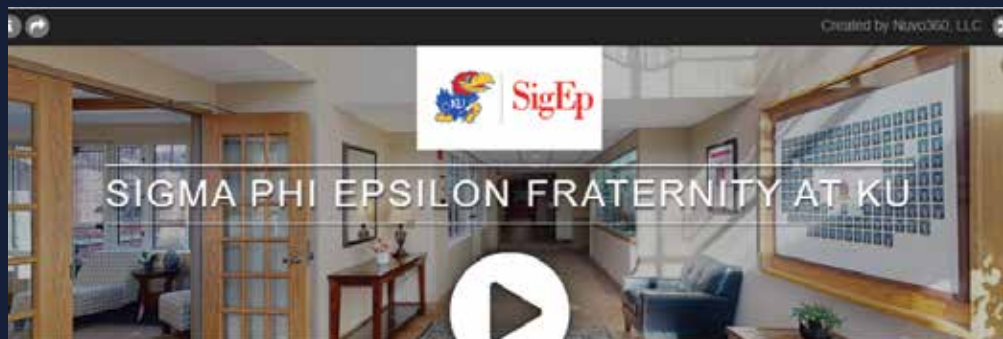 Created by Nuvo360, LLC
KU
SigEp
SIGMA PHI EPSILON FRATERNITY AT KU